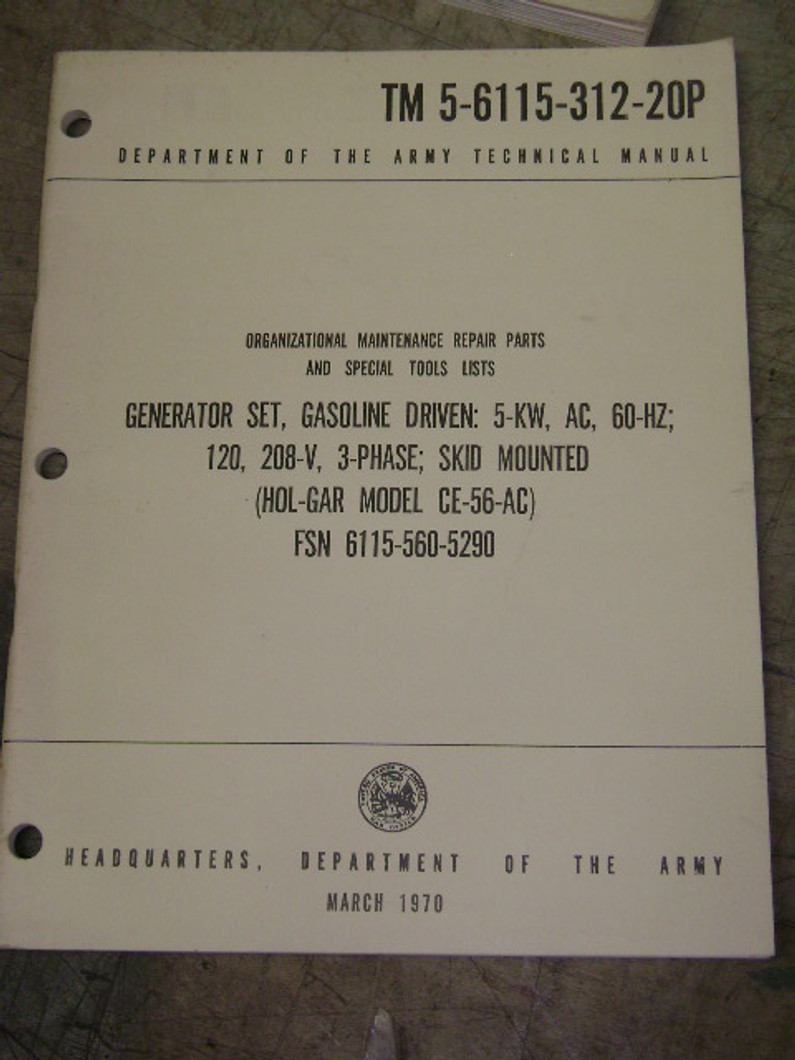 TM 5-6115-312-20P
DEPARTMENT OF THE ARMY TECHNICAL MANUAL
ORGANIZATIONAL MAINTENANCE REPAIR PARTS
AND SPECIAL TOOLS LISTS
GENERATOR SET, GASOLINE DRIVEN: 5-KW, AC, 60-HZ;
120, 208-V, 3-PHASE; SKID MOUNTED
(HOL-GAR MODEL CE-56-AC)
FSN 6115-560-5290
HEADQUARTERS, DEPARTMENT OF THE ARMY
MARCH 1970